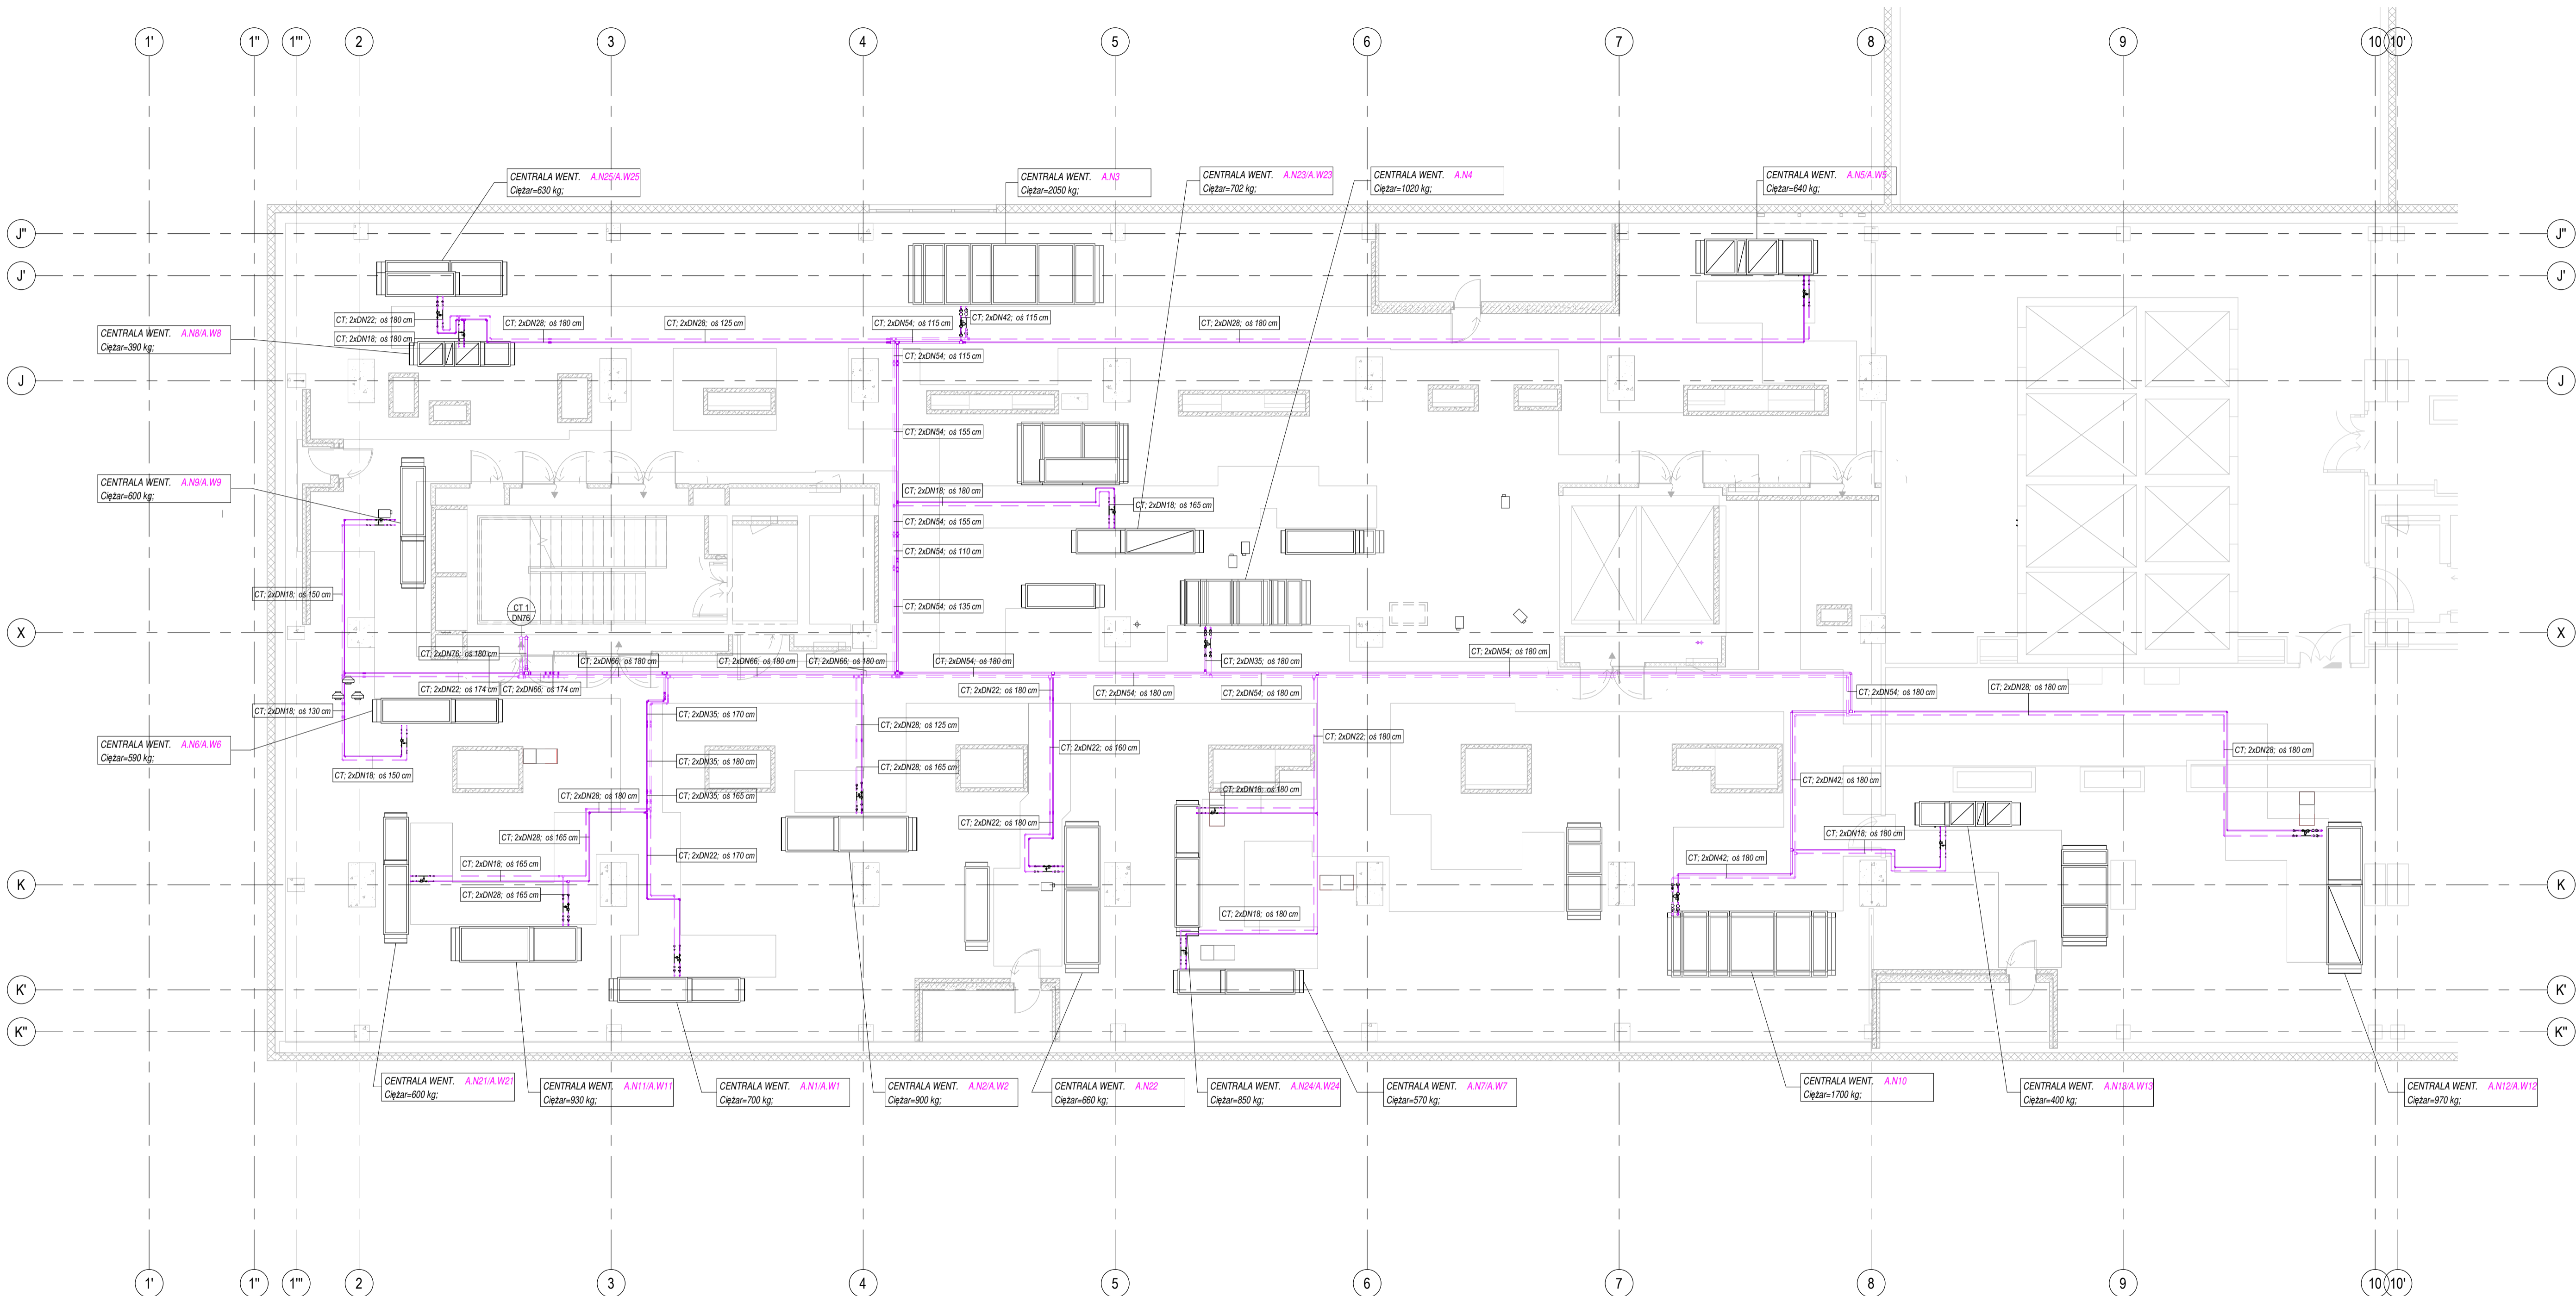 1' 1" 1"' 2 3 4 5 6 7 8 9 10 10'
CENTRALA WENT. A.N25/A.W25
Ciężar=630 kg;
CENTRALA WENT. A.N3
Ciężar=2050 kg;
CENTRALA WENT. A.N23/A.W23
Ciężar=702 kg;
CENTRALA WENT. A.N4
Ciężar=1020 kg;
CENTRALA WENT. A.N5/A.W5
Ciężar=640 kg;
J" J"
J' J'
CT; 2xDN22; oś 180 cm
CT; 2xDN28; oś 180 cm
CT; 2xDN28; oś 125 cm
CT; 2xDN54; oś 115 cm
CT; 2xDN42; oś 115 cm
CT; 2xDN28; oś 180 cm
CENTRALA WENT. A.N8/A.W8
Ciężar=390 kg;
CT; 2xDN18; oś 180 cm
CT; 2xDN54; oś 115 cm
J J
CT; 2xDN54; oś 155 cm
CENTRALA WENT. A.N9/A.W9
Ciężar=600 kg;
CT; 2xDN18; oś 180 cm
CT; 2xDN18; oś 165 cm
CT; 2xDN54; oś 155 cm
CT; 2xDN54; oś 110 cm
CT; 2xDN18; oś 150 cm
CT 1
DN76
CT; 2xDN54; oś 135 cm
X X
CT; 2xDN76; oś 180 cm
CT; 2xDN66; oś 180 cm
CT; 2xDN66; oś 180 cm
CT; 2xDN66; oś 180 cm
CT; 2xDN54; oś 180 cm
CT; 2xDN35; oś 180 cm
CT; 2xDN54; oś 180 cm
CT; 2xDN22; oś 174 cm
CT; 2xDN66; oś 174 cm
CT; 2xDN22; oś 180 cm
CT; 2xDN54; oś 180 cm
CT; 2xDN54; oś 180 cm
CT; 2xDN54; oś 180 cm
CT; 2xDN28; oś 180 cm
CT; 2xDN18; oś 130 cm
CT; 2xDN35; oś 170 cm
CT; 2xDN28; oś 125 cm
CT; 2xDN22; oś 180 cm
CENTRALA WENT. A.N6/A.W6
Ciężar=590 kg;
CT; 2xDN22; oś 160 cm
CT; 2xDN28; oś 180 cm
CT; 2xDN18; oś 150 cm
CT; 2xDN35; oś 180 cm
CT; 2xDN28; oś 165 cm
CT; 2xDN42; oś 180 cm
CT; 2xDN28; oś 180 cm
CT; 2xDN35; oś 165 cm
CT; 2xDN18; oś 180 cm
CT; 2xDN28; oś 165 cm
CT; 2xDN22; oś 180 cm
CT; 2xDN18; oś 180 cm
CT; 2xDN18; oś 165 cm
CT; 2xDN22; oś 170 cm
CT; 2xDN42; oś 180 cm
K K
CT; 2xDN28; oś 165 cm
CT; 2xDN18; oś 180 cm
K' K'
K" K"
CENTRALA WENT. A.N21/A.W21
Ciężar=600 kg;
CENTRALA WENT. A.N11/A.W11
Ciężar=930 kg;
CENTRALA WENT. A.N1/A.W1
Ciężar=700 kg;
CENTRALA WENT. A.N2/A.W2
Ciężar=900 kg;
CENTRALA WENT. A.N22
Ciężar=660 kg;
CENTRALA WENT. A.N24/A.W24
Ciężar=850 kg;
CENTRALA WENT. A.N7/A.W7
Ciężar=570 kg;
CENTRALA WENT. A.N10
Ciężar=1700 kg;
CENTRALA WENT. A.N13/A.W13
Ciężar=400 kg;
CENTRALA WENT. A.N12/A.W12
Ciężar=970 kg;
1' 1" 1"' 2 3 4 5 6 7 8 9 10 10'